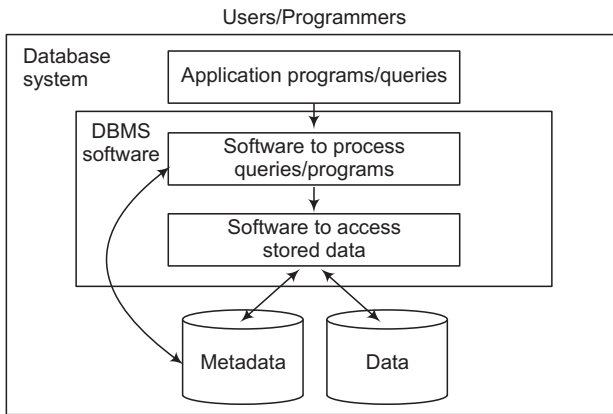 Users/Programmers
Database
system
Application programs/queries
DBMS
software
Software to process
queries/programs
Software to access
stored data
Metadata
Data